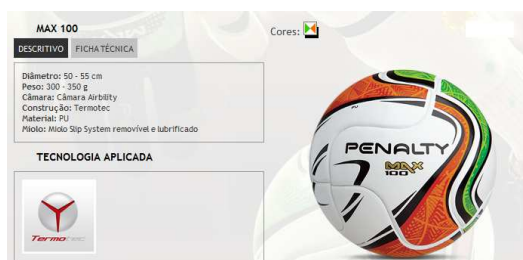 MAX 100
Cores:
DESCRITIVO FICHA TÉCNICA
Diâmetro: 50 - 55 cm
Peso: 300 - 350 g
Câmara: Câmara Airbility
Construção: Termotec
Material: PU
Miolo: Miolo Slip System removível e lubrificado
TECNOLOGIA APLICADA
Termotec
PENALTY
MAX
100